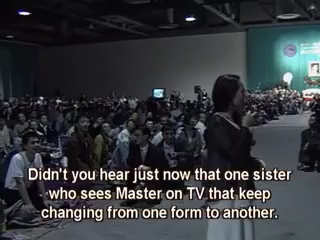 Didn't you hear just now that one sister
who sees Master on TV that keep
changing from one form to another.